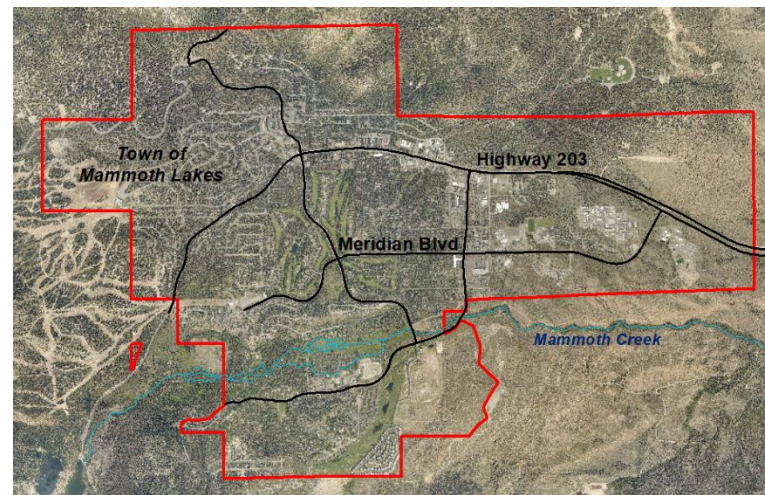 Town of
Mammoth Lakes
Highway 203
Meridian Blvd
Mammoth Creek